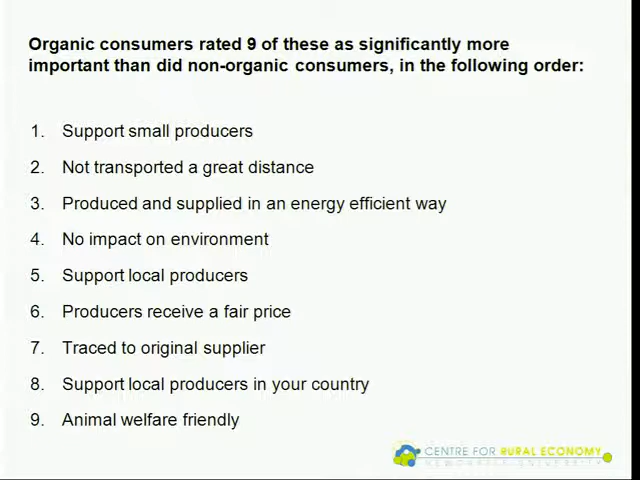 Organic consumers rated 9 of these as significantly more
important than did non-organic consumers, in the following order:
1. Support small producers
2. Not transported a great distance
3. Produced and supplied in an energy efficient way
4. No impact on environment
5. Support local producers
6. Producers receive a fair price
7. Traced to original supplier
8. Support local producers in your country
9. Animal welfare friendly
CENTRE FOR RURAL ECONOMY
NEWCASTLE UNIVERSITY